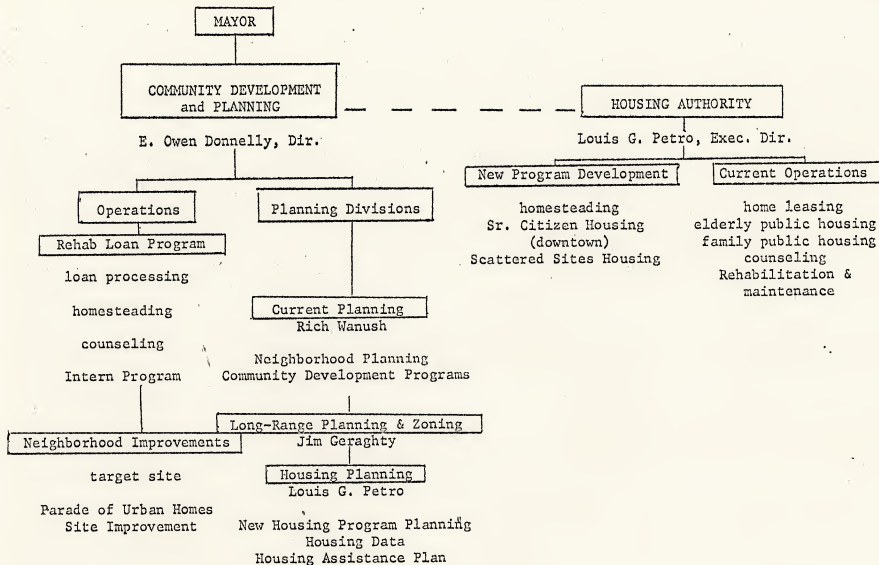 MAYOR
COMMUNITY DEVELOPMENT
and PLANNING
E. Owen Donnelly, Dir.
Operations
Rehab Loan Program
loan processing
homesteading
counseling
Intern Program
Neighborhood Improvements
target site
Parade of Urban Homes
Site Improvement
Planning Divisions
Current Planning
Rich Wanush
Neighborhood Planning
Community Development Programs
Long-Range Planning & Zoning
Jim Geraghty
Housing Planning
Louis G. Petro
New Housing Program Planning
Housing Data
Housing Assistance Plan
HOUSING AUTHORITY
Louis G. Petro, Exec. Dir.
New Program Development
homesteading
Sr. Citizen Housing
(downtown)
Scattered Sites Housing
Current Operations
home leasing
elderly public housing
family public housing
counseling
Rehabilitation &
maintenance